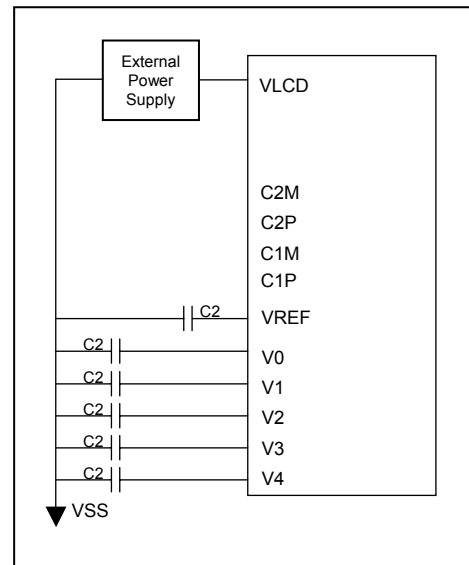 External
Power
Supply
VLCD
C2M
C2P
C1M
C1P
C2
VREF
C2
V0
C2
V1
C2
V2
C2
V3
C2
V4
VSS